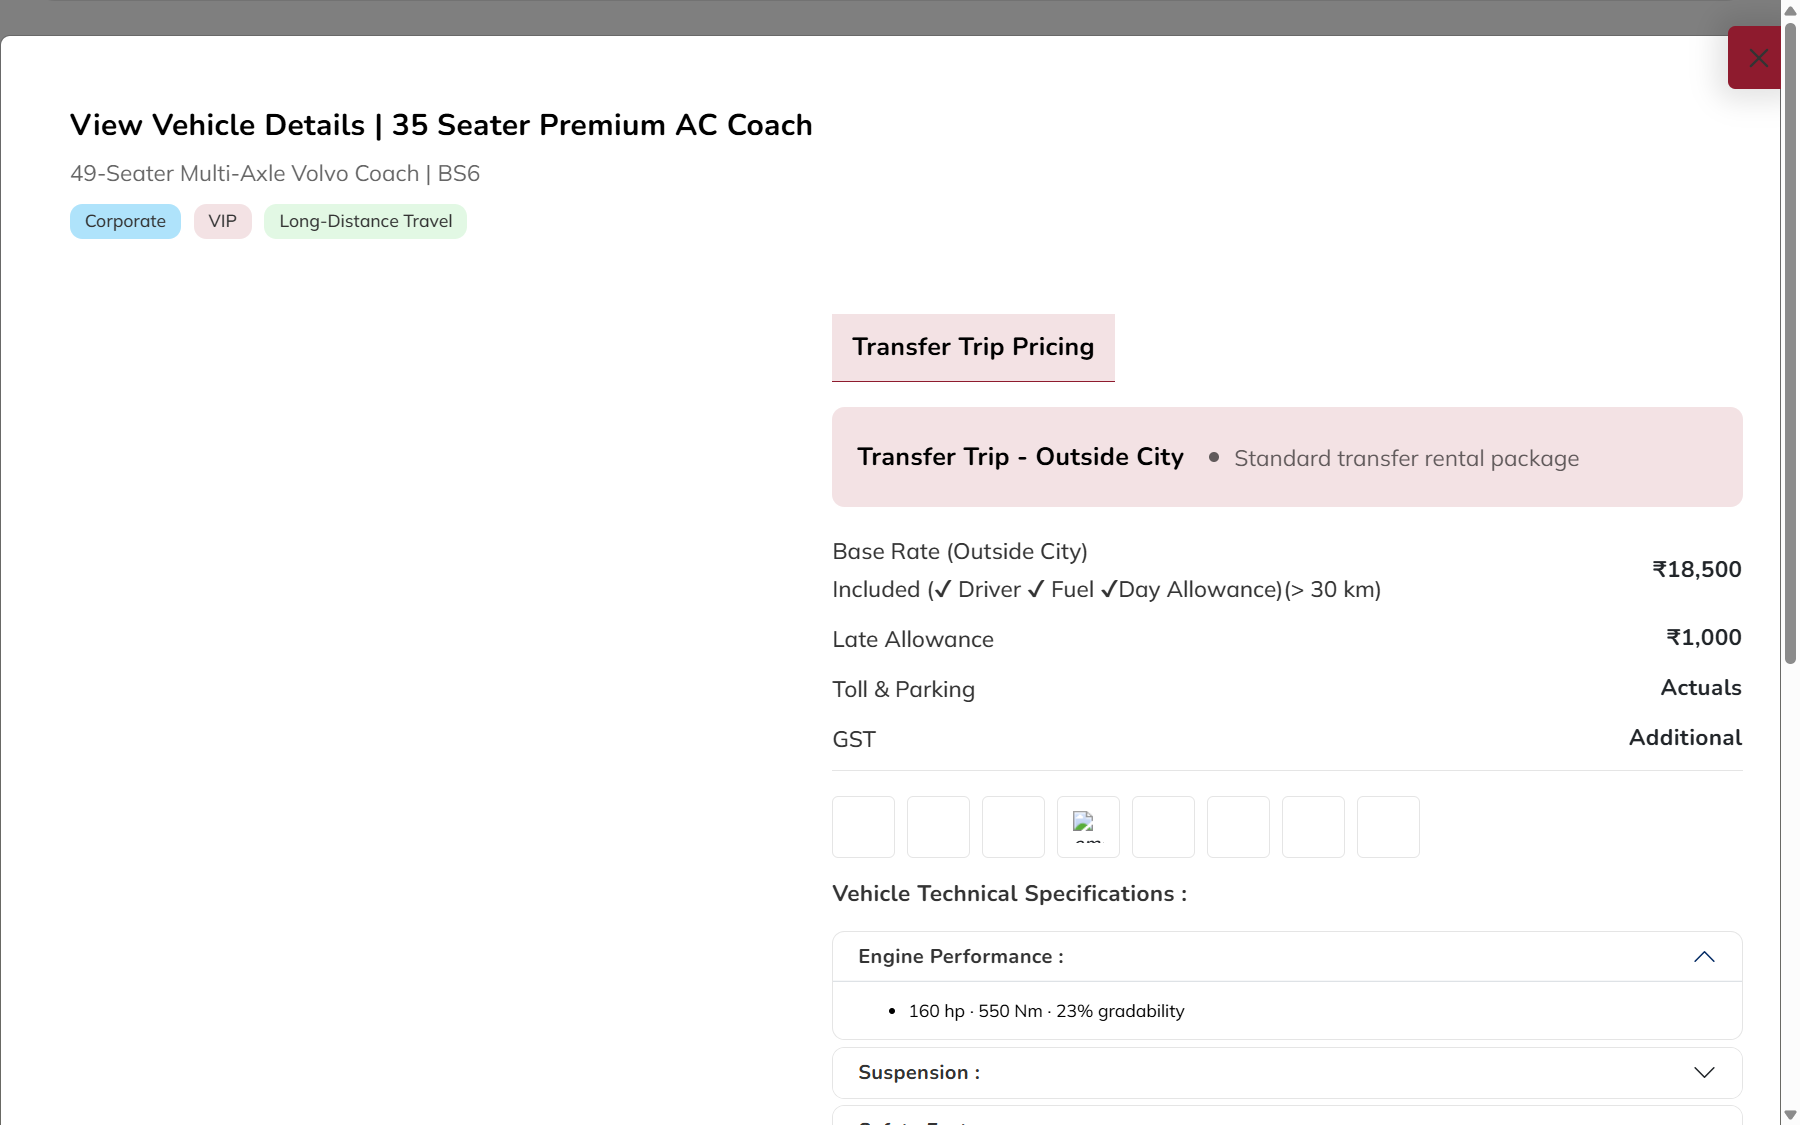 View Vehicle Details | 35 Seater Premium AC Coach
49-Seater Multi-Axle Volvo Coach | BS6
Corporate VIP Long-Distance Travel
Transfer Trip Pricing
Transfer Trip - Outside City • Standard transfer rental package
Base Rate (Outside City)
Included (✓ Driver ✓ Fuel ✓Day Allowance)(> 30 km)
₹18,500
Late Allowance ₹1,000
Toll & Parking Actuals
GST Additional
Vehicle Technical Specifications :
Engine Performance :
• 160 hp · 550 Nm · 23% gradability
Suspension :